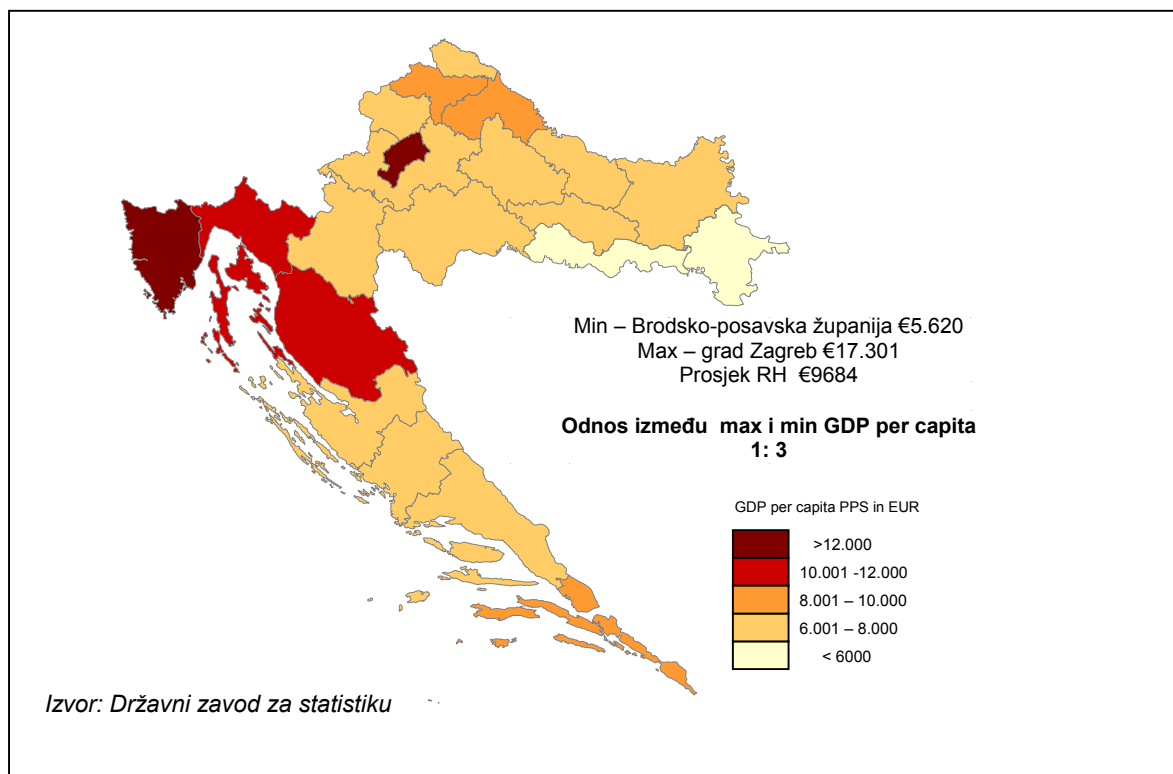 Min – Brodsko-posavska županija €5.620
Max – grad Zagreb €17.301
Prosjek RH €9684
Odnos između max i min GDP per capita
1: 3
GDP per capita PPS in EUR
>12.000
10.001 -12.000
8.001 – 10.000
6.001 – 8.000
< 6000
Izvor: Državni zavod za statistiku